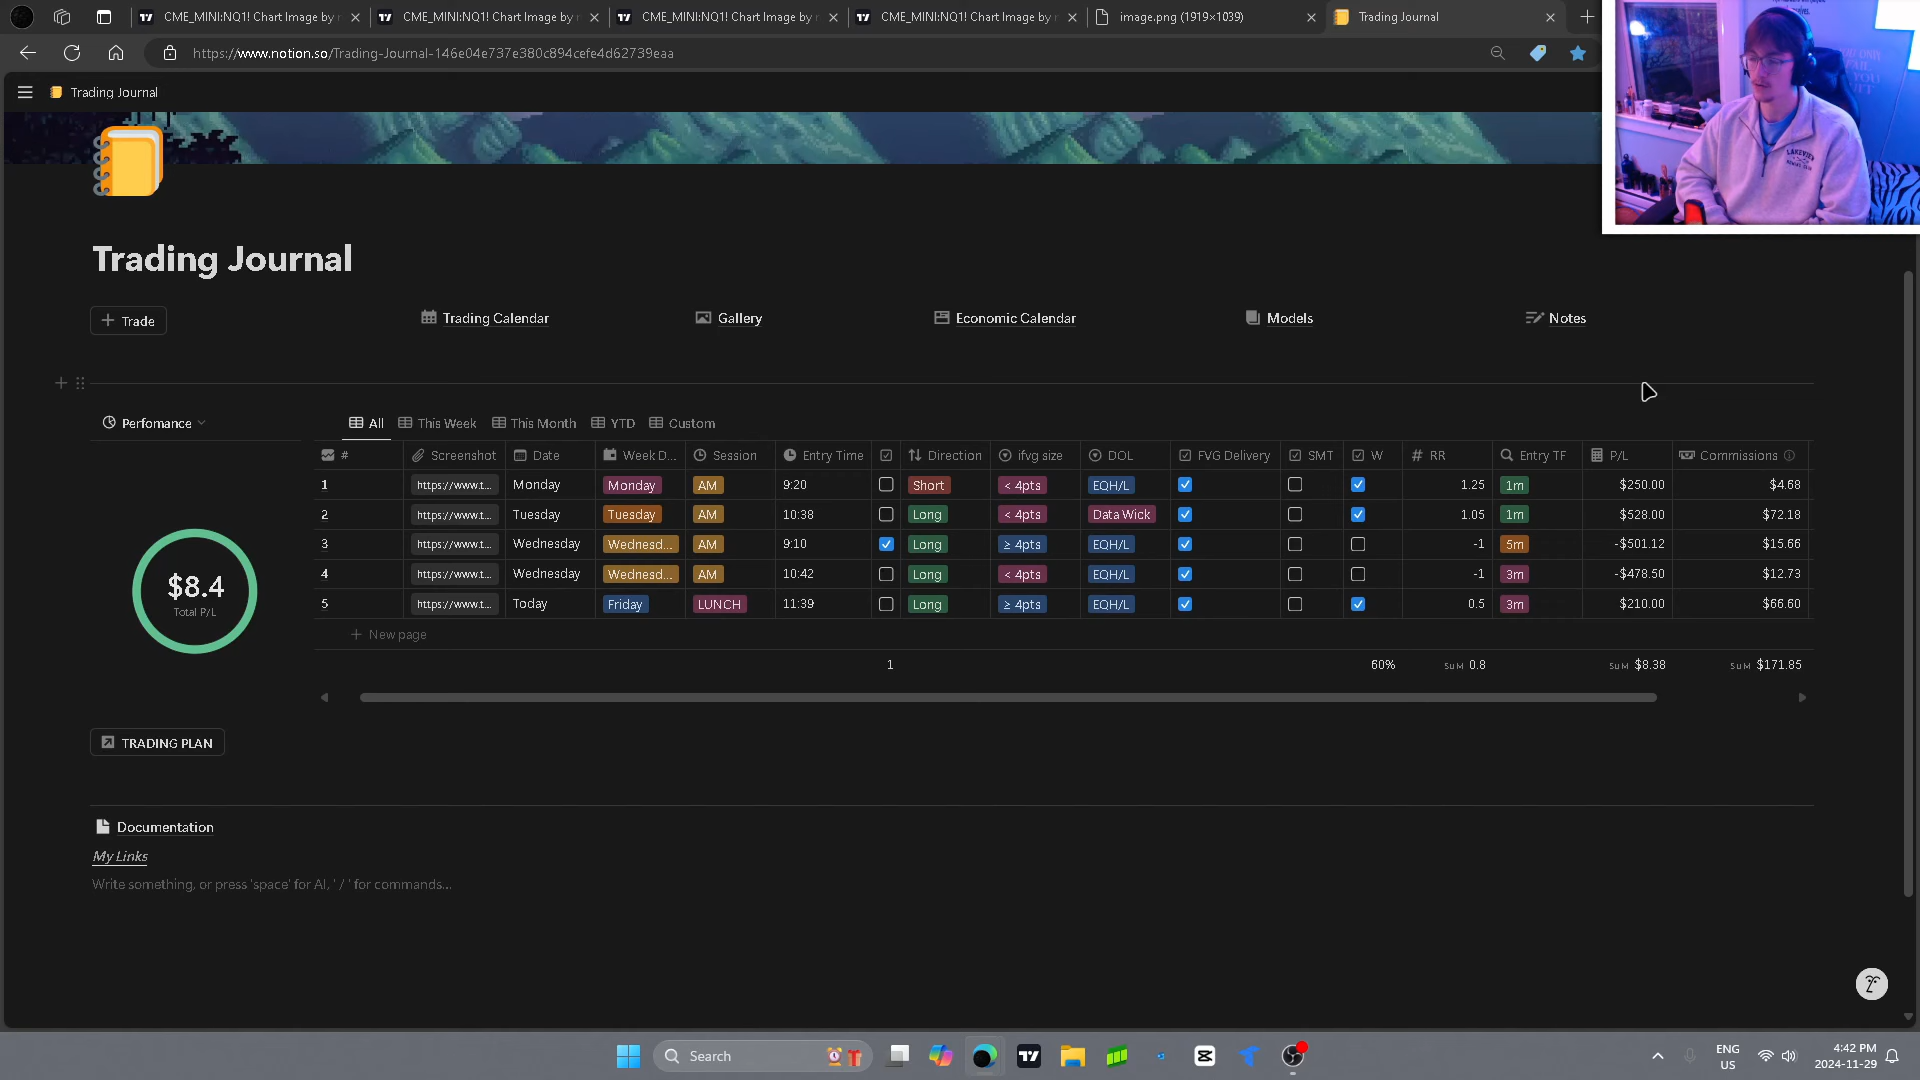 CME_MINI:NQ1! Chart Image by
CME_MINI:NQ1! Chart Image by
CME_MINI:NQ1! Chart Image by
CME_MINI:NQ1! Chart Image by
image.png (1919×1039)
Trading Journal
https://www.notion.so/Trading-Journal-146e04e737e380c894cefe4d62739eaa
Trading Journal
LAKEVIEW
Trading Journal
+ Trade
Trading Calendar
Gallery
Economic Calendar
Models
Notes
Perfomance
All This Week This Month YTD Custom
# Screenshot Date Week D... Session Entry Time Direction ifvg size DOL FVG Delivery SMT W # RR Entry TF P/L Commissions
1 https://www.t... Monday Monday AM 9:20 Short < 4pts EQH/L 1.25 1m $250.00 $4.68
2 https://www.t... Tuesday Tuesday AM 10:38 Long < 4pts Data Wick 1.05 1m $528.00 $72.18
3 https://www.t... Wednesday Wednesd... AM 9:10 Long ≥ 4pts EQH/L -1 5m -$501.12 $15.66
4 https://www.t... Wednesday Wednesd... AM 10:42 Long < 4pts EQH/L -1 3m -$478.50 $12.73
5 https://www.t... Today Friday LUNCH 11:39 Long ≥ 4pts EQH/L 0.5 3m $210.00 $66.60
+ New page
1 60% SUM 0.8 SUM $8.38 SUM $171.85
$8.4
Total P/L
TRADING PLAN
Documentation
My Links
Write something, or press 'space' for AI, '/' for commands...
Search
ENG
US
4:42 PM
2024-11-29